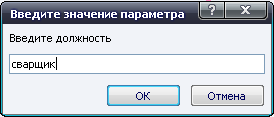 Введите значение параметра
Введите должность
сварщик
ОК Отмена